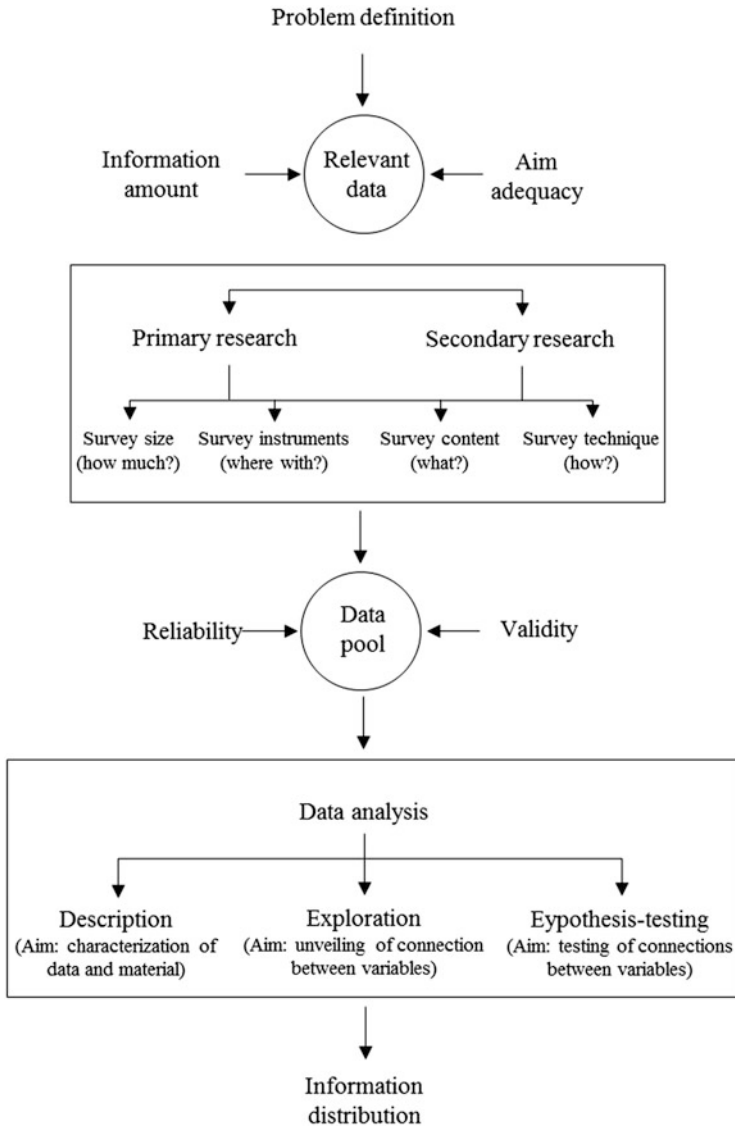 Problem definition
Information
amount
Relevant
data
Aim
adequacy
Primary research
Secondary research
Survey size
(how much?)
Survey instruments
(where with?)
Survey content
(what?)
Survey technique
(how?)
Reliability
Data
pool
Validity
Data analysis
Description
(Aim: characterization of
data and material)
Exploration
(Aim: unveiling of connection
between variables)
Eypothesis-testing
(Aim: testing of connections
between variables)
Information
distribution